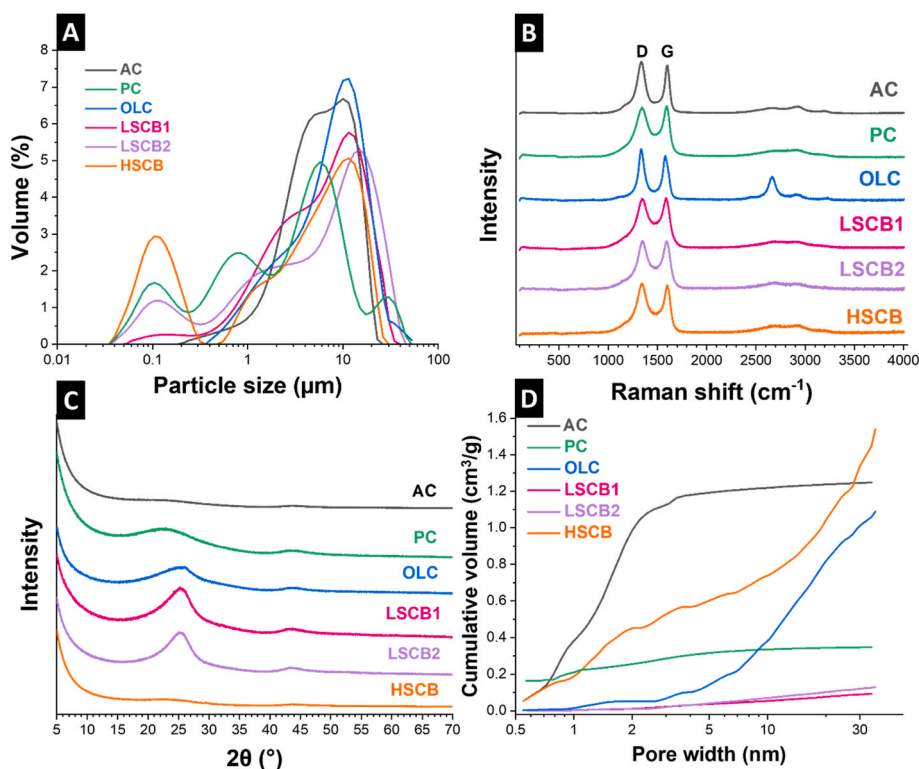 A
AC
PC
OLC
LSCB1
LSCB2
HSCB
Volume (%)
8
7
6
5
4
3
2
1
0
0.01
0.1
1
10
100
Particle size (µm)
B
D G
AC
PC
OLC
LSCB1
LSCB2
HSCB
Intensity
500 1000 1500 2000 2500 3000 3500 4000
Raman shift (cm⁻¹)
C
AC
PC
OLC
LSCB1
LSCB2
HSCB
Intensity
5 10 15 20 25 30 35 40 45 50 55 60 65 70
2θ (°)
D
AC
PC
OLC
LSCB1
LSCB2
HSCB
Cumulative volume (cm³/g)
1.6
1.4
1.2
1.0
0.8
0.6
0.4
0.2
0.0
0.5 1 2 5 10 30
Pore width (nm)